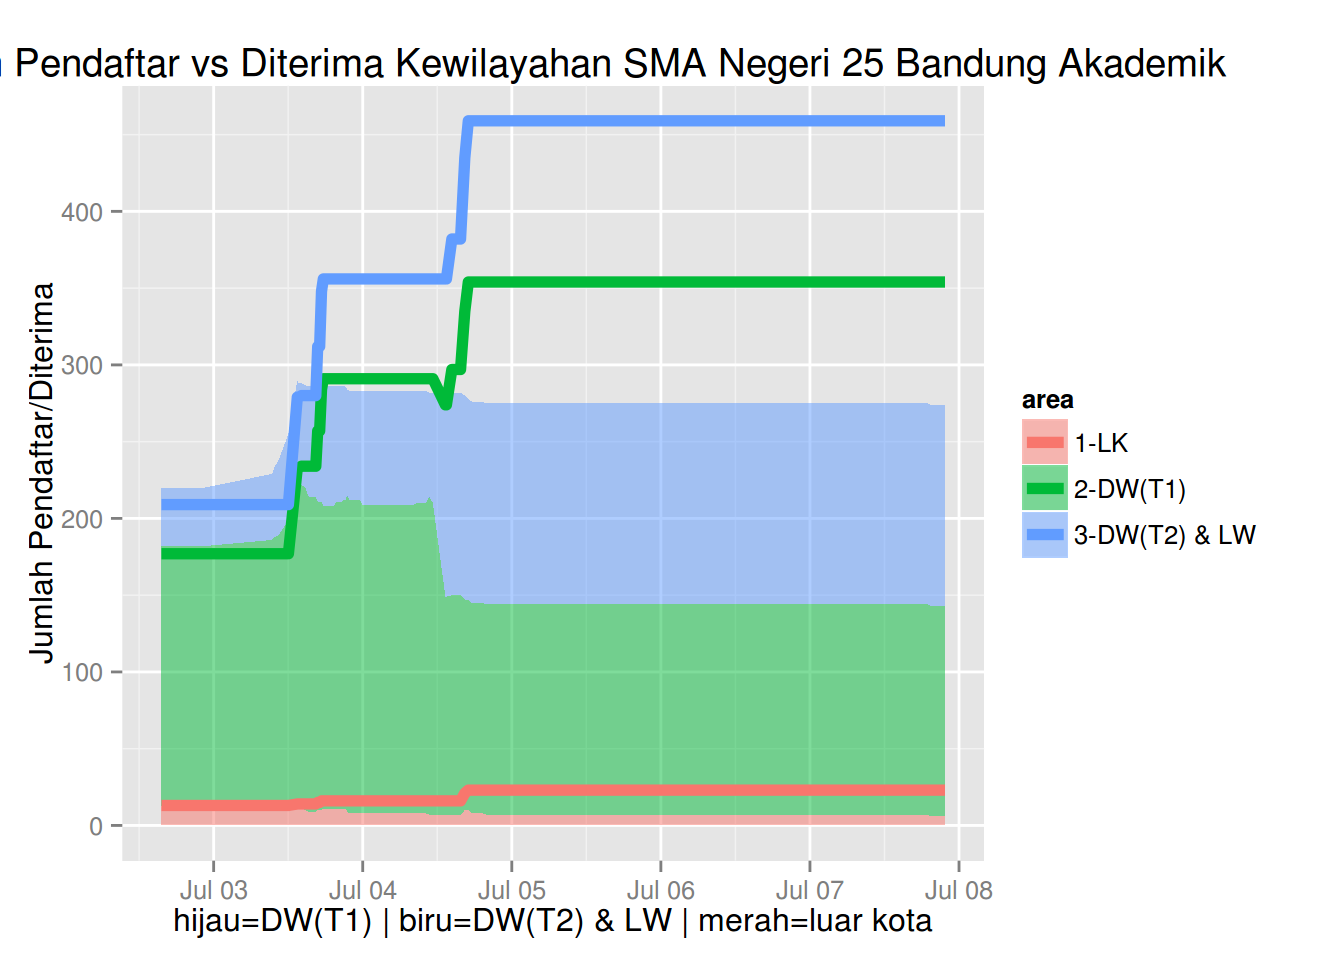 Pendaftar vs Diterima Kewilayahan SMA Negeri 25 Bandung Akademik
Jumlah Pendaftar/Diterima
400
300
200
100
0
Jul 03 Jul 04 Jul 05 Jul 06 Jul 07 Jul 08
hijau=DW(T1) | biru=DW(T2) & LW | merah=luar kota
area
1-LK
2-DW(T1)
3-DW(T2) & LW